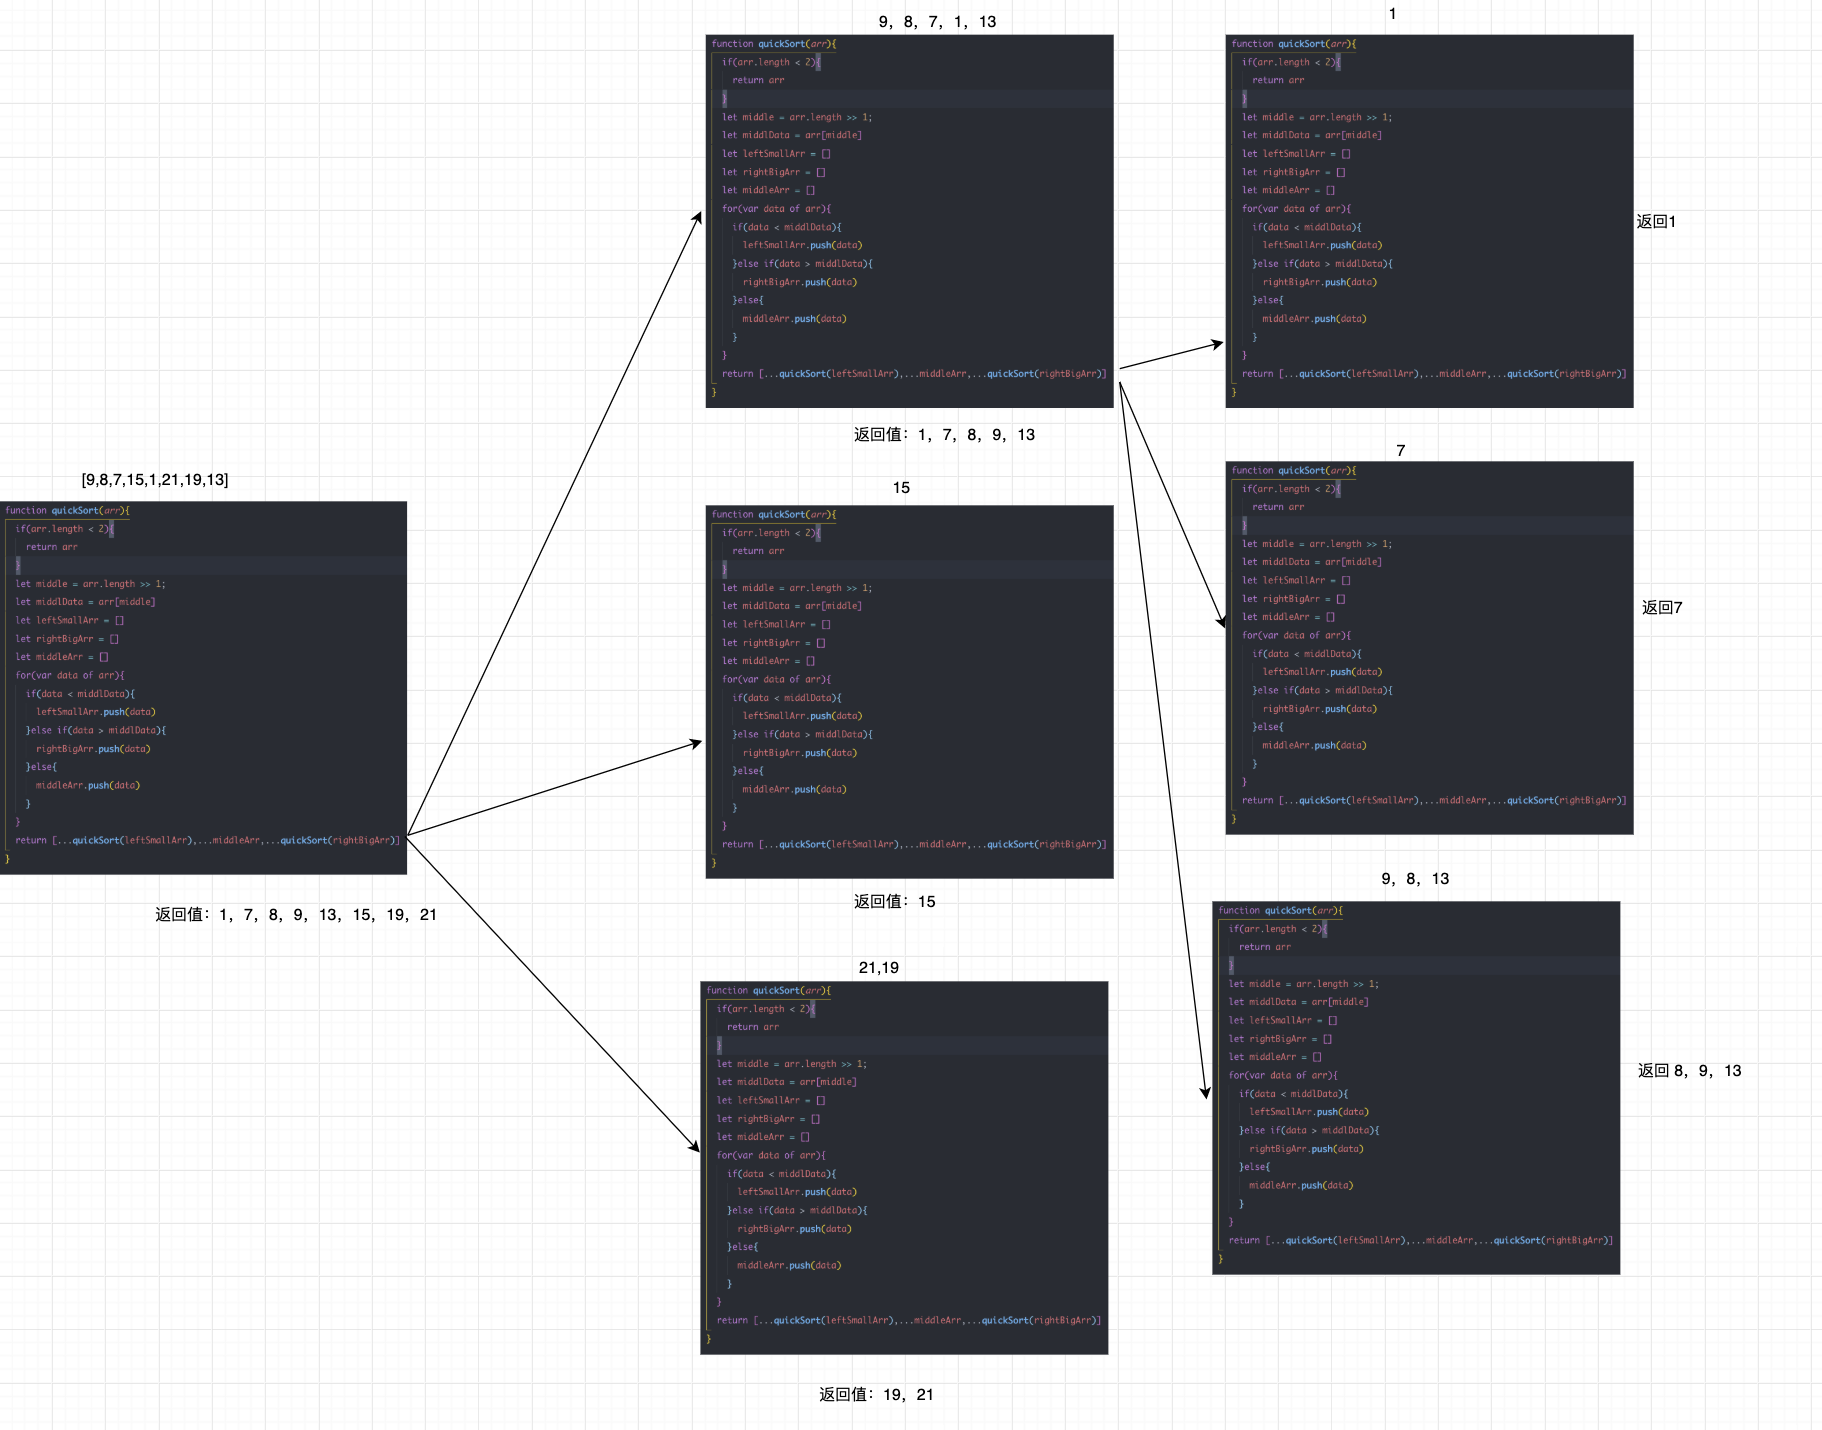 [9,8,7,15,1,21,19,13]
function quickSort(arr){
if(arr.length < 2){
return arr
}
let middle = arr.length >> 1;
let middlData = arr[middle]
let leftSmallArr = []
let rightBigArr = []
let middleArr = []
for(var data of arr){
if(data < middlData){
leftSmallArr.push(data)
}else if(data > middlData){
rightBigArr.push(data)
}else{
middleArr.push(data)
}
}
return [...quickSort(leftSmallArr),...middleArr,...quickSort(rightBigArr)]
}
返回值：1，7，8，9，13，15，19，21
9，8，7，1，13
function quickSort(arr){
if(arr.length < 2){
return arr
}
let middle = arr.length >> 1;
let middlData = arr[middle]
let leftSmallArr = []
let rightBigArr = []
let middleArr = []
for(var data of arr){
if(data < middlData){
leftSmallArr.push(data)
}else if(data > middlData){
rightBigArr.push(data)
}else{
middleArr.push(data)
}
}
return [...quickSort(leftSmallArr),...middleArr,...quickSort(rightBigArr)]
}
返回值：1，7，8，9，13
15
function quickSort(arr){
if(arr.length < 2){
return arr
}
let middle = arr.length >> 1;
let middlData = arr[middle]
let leftSmallArr = []
let rightBigArr = []
let middleArr = []
for(var data of arr){
if(data < middlData){
leftSmallArr.push(data)
}else if(data > middlData){
rightBigArr.push(data)
}else{
middleArr.push(data)
}
}
return [...quickSort(leftSmallArr),...middleArr,...quickSort(rightBigArr)]
}
返回值：15
21,19
function quickSort(arr){
if(arr.length < 2){
return arr
}
let middle = arr.length >> 1;
let middlData = arr[middle]
let leftSmallArr = []
let rightBigArr = []
let middleArr = []
for(var data of arr){
if(data < middlData){
leftSmallArr.push(data)
}else if(data > middlData){
rightBigArr.push(data)
}else{
middleArr.push(data)
}
}
return [...quickSort(leftSmallArr),...middleArr,...quickSort(rightBigArr)]
}
返回值：19，21
1
function quickSort(arr){
if(arr.length < 2){
return arr
}
let middle = arr.length >> 1;
let middlData = arr[middle]
let leftSmallArr = []
let rightBigArr = []
let middleArr = []
for(var data of arr){
if(data < middlData){
leftSmallArr.push(data)
}else if(data > middlData){
rightBigArr.push(data)
}else{
middleArr.push(data)
}
}
return [...quickSort(leftSmallArr),...middleArr,...quickSort(rightBigArr)]
}
返回1
7
function quickSort(arr){
if(arr.length < 2){
return arr
}
let middle = arr.length >> 1;
let middlData = arr[middle]
let leftSmallArr = []
let rightBigArr = []
let middleArr = []
for(var data of arr){
if(data < middlData){
leftSmallArr.push(data)
}else if(data > middlData){
rightBigArr.push(data)
}else{
middleArr.push(data)
}
}
return [...quickSort(leftSmallArr),...middleArr,...quickSort(rightBigArr)]
}
返回7
9，8，13
function quickSort(arr){
if(arr.length < 2){
return arr
}
let middle = arr.length >> 1;
let middlData = arr[middle]
let leftSmallArr = []
let rightBigArr = []
let middleArr = []
for(var data of arr){
if(data < middlData){
leftSmallArr.push(data)
}else if(data > middlData){
rightBigArr.push(data)
}else{
middleArr.push(data)
}
}
return [...quickSort(leftSmallArr),...middleArr,...quickSort(rightBigArr)]
}
返回 8，9，13